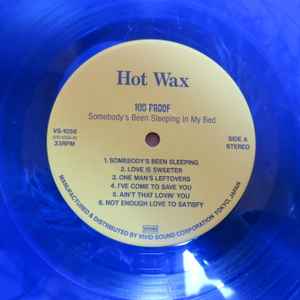 Hot Wax
100 PROOF
Somebody's Been Sleeping In My Bed
VS-1056
SIDE A
33RPM
STEREO
1. SOMEBODY'S BEEN SLEEPING
2. LOVE IS SWEETER
3. ONE MAN'S LEFTOVERS
4. I'VE COME TO SAVE YOU
5. AIN'T THAT LOVIN' YOU
6. NOT ENOUGH LOVE TO SATISFY
MANUFACTURED & DISTRIBUTED BY VIVID SOUND CORPORATION TOKYO, JAPAN